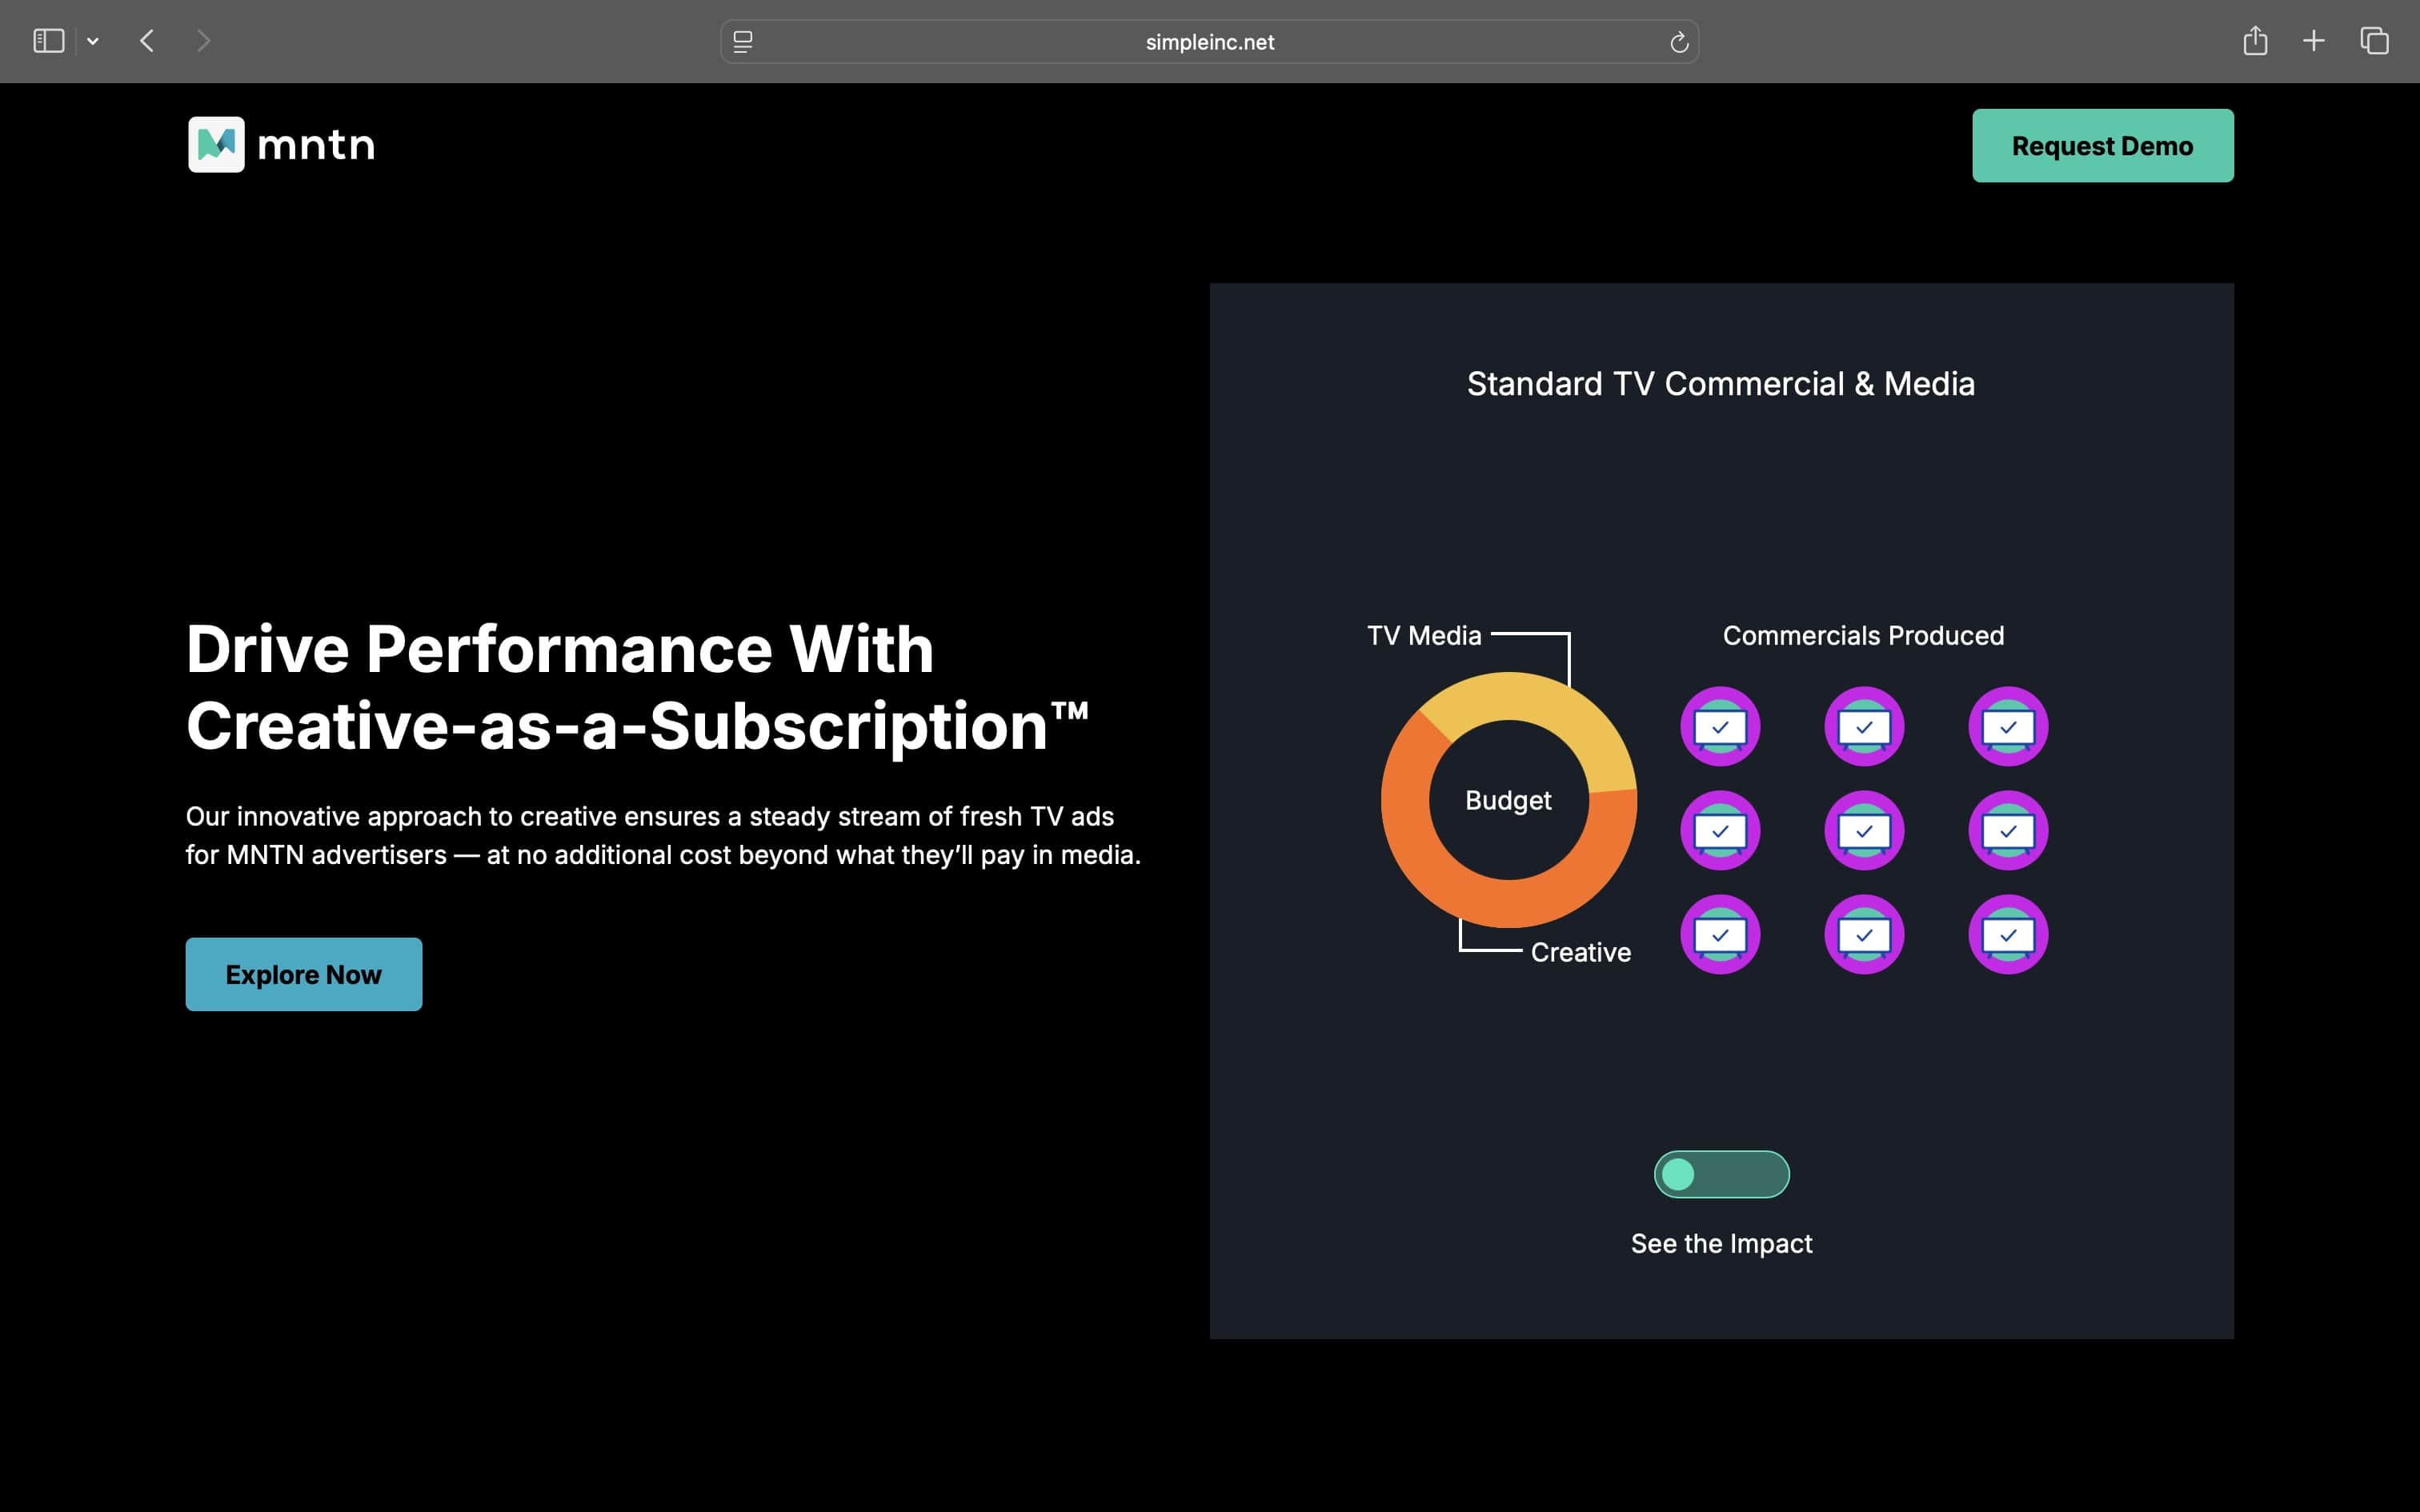 simpleinc.net
mntn
Request Demo
Drive Performance With
Creative-as-a-Subscription™
Our innovative approach to creative ensures a steady stream of fresh TV ads
for MNTN advertisers — at no additional cost beyond what they’ll pay in media.
Explore Now
Standard TV Commercial & Media
TV Media
Commercials Produced
Budget
Creative
See the Impact